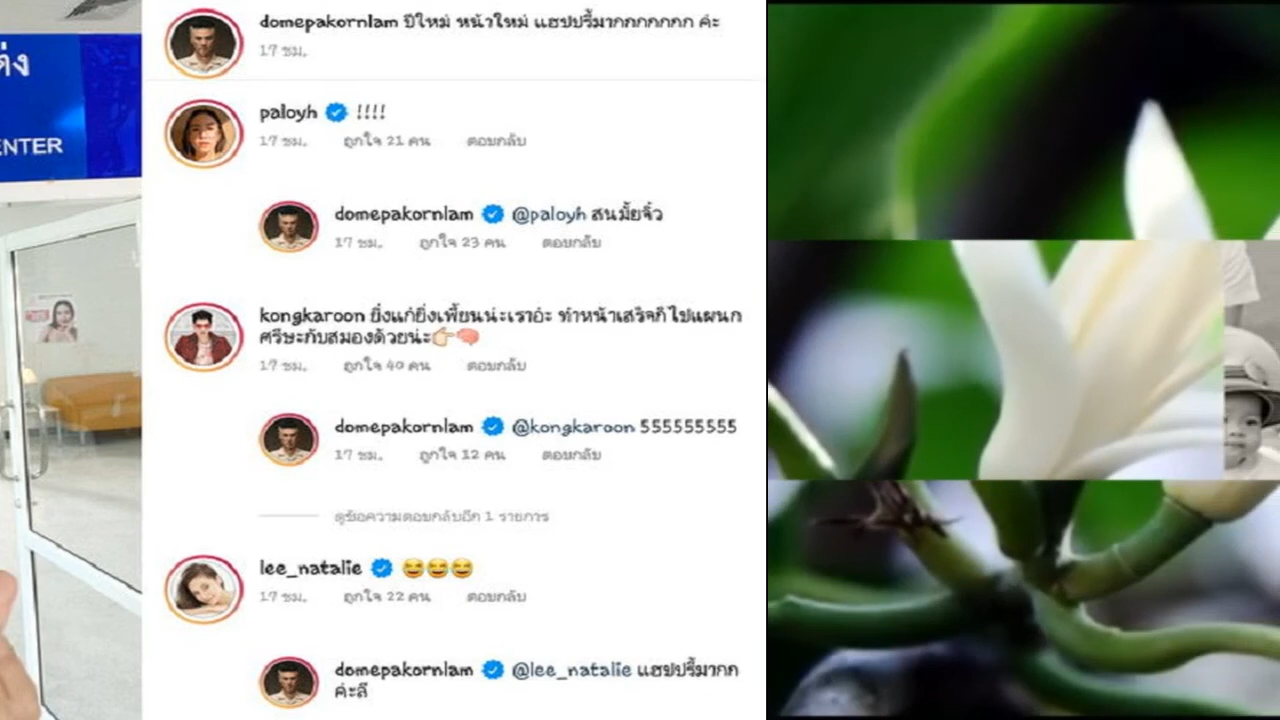 ต่ง
ENTER
domepakornlam ปีใหม่ หน้าใหม่ แฮปปรี้มากกกกกกก ค่ะ
17 ชม.
paloyh !!!!
17 ชม. ถูกใจ 21 คน ตอบกลับ
domepakornlam @paloyh สนมั้ยจิ๋ว
17 ชม. ถูกใจ 23 คน ตอบกลับ
kongkaroon ยิ่งแก่ยิ่งเพี้ยนน่ะเราอ่ะ ทำหน้าเสร็จก็ไปแผนก
ศรีษะกับสมองด้วยน่ะ👉🏻🧠
17 ชม. ถูกใจ 40 คน ตอบกลับ
domepakornlam @kongkaroon 5555555555
17 ชม. ถูกใจ 12 คน ตอบกลับ
ดูข้อความตอบกลับอีก 1 รายการ
lee_natalie 😂😂😂
17 ชม. ถูกใจ 22 คน ตอบกลับ
domepakornlam @lee_natalie แฮปปรี้มากก
ค่ะลี